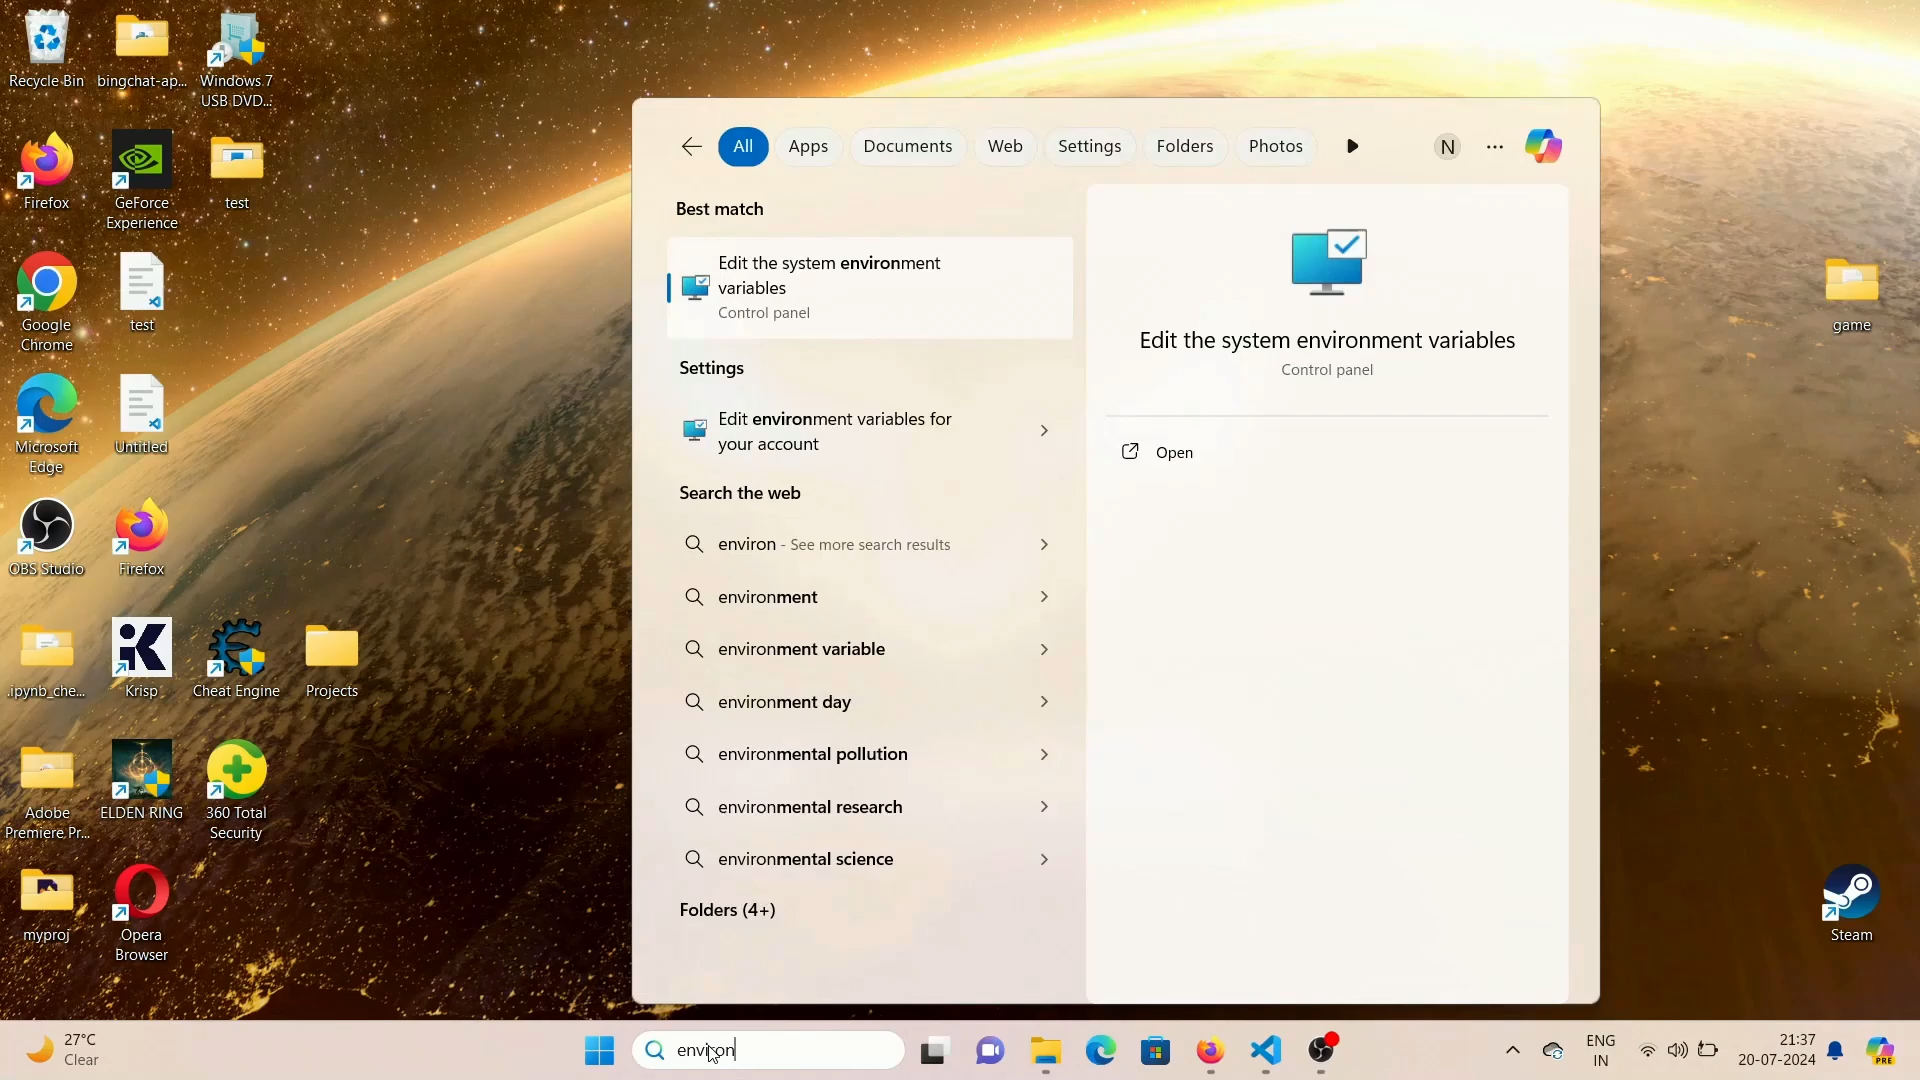 Recycle Bin
bingchat-ap...
Windows 7
USB DVD...
Firefox
GeForce
Experience
test
Google
Chrome
test
Microsoft
Edge
Untitled
OBS Studio
Firefox
.ipynb_che...
Krisp
Cheat Engine
Projects
Adobe
Premiere Pr...
ELDEN RING
360 Total
Security
myproj
Opera
Browser
All
Apps
Documents
Web
Settings
Folders
Photos
N
Best match
Edit the system environment
variables
Control panel
Settings
Edit environment variables for
your account
Search the web
environ - See more search results
environment
environment variable
environment day
environmental pollution
environmental research
environmental science
Folders (4+)
Edit the system environment variables
Control panel
Open
game
Steam
27°C
Clear
environ
ENG
IN
21:37
20-07-2024
PRE